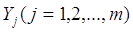 Y_j ( j = 1,2,..., m)